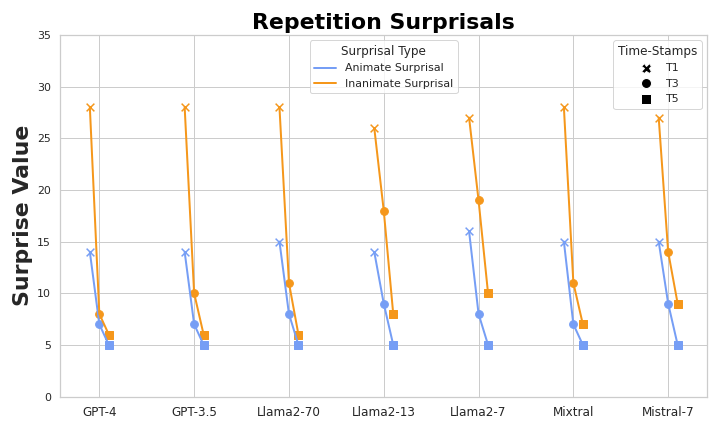 Repetition Surprisals
Surprise Value
35
30
25
20
15
10
5
0
Surprisal Type
Animate Surprisal
Inanimate Surprisal
Time-Stamps
T1
T3
T5
GPT-4 GPT-3.5 Llama2-70 Llama2-13 Llama2-7 Mixtral Mistral-7